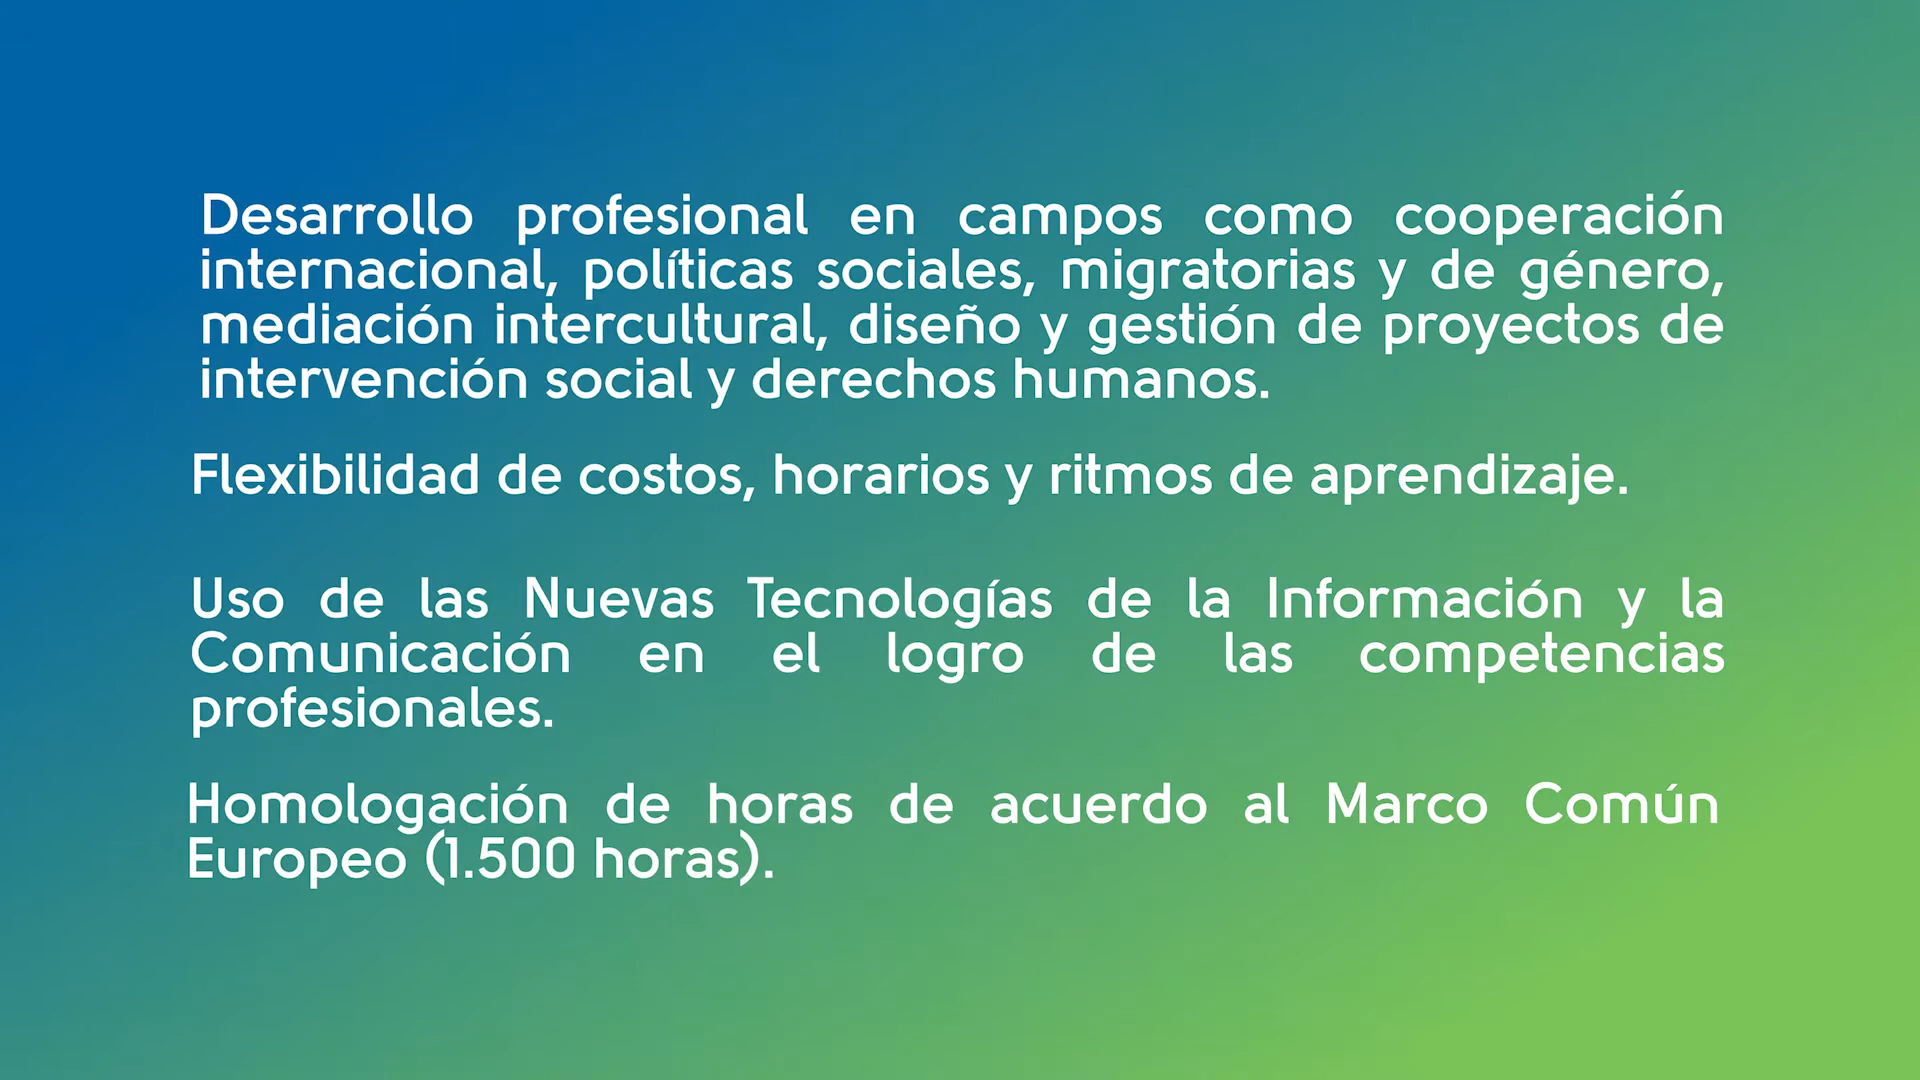 Desarrollo profesional en campos como cooperación
internacional, políticas sociales, migratorias y de género,
mediación intercultural, diseño y gestión de proyectos de
intervención social y derechos humanos.
Flexibilidad de costos, horarios y ritmos de aprendizaje.
Uso de las Nuevas Tecnologías de la Información y la
Comunicación en el logro de las competencias
profesionales.
Homologación de horas de acuerdo al Marco Común
Europeo (1.500 horas).